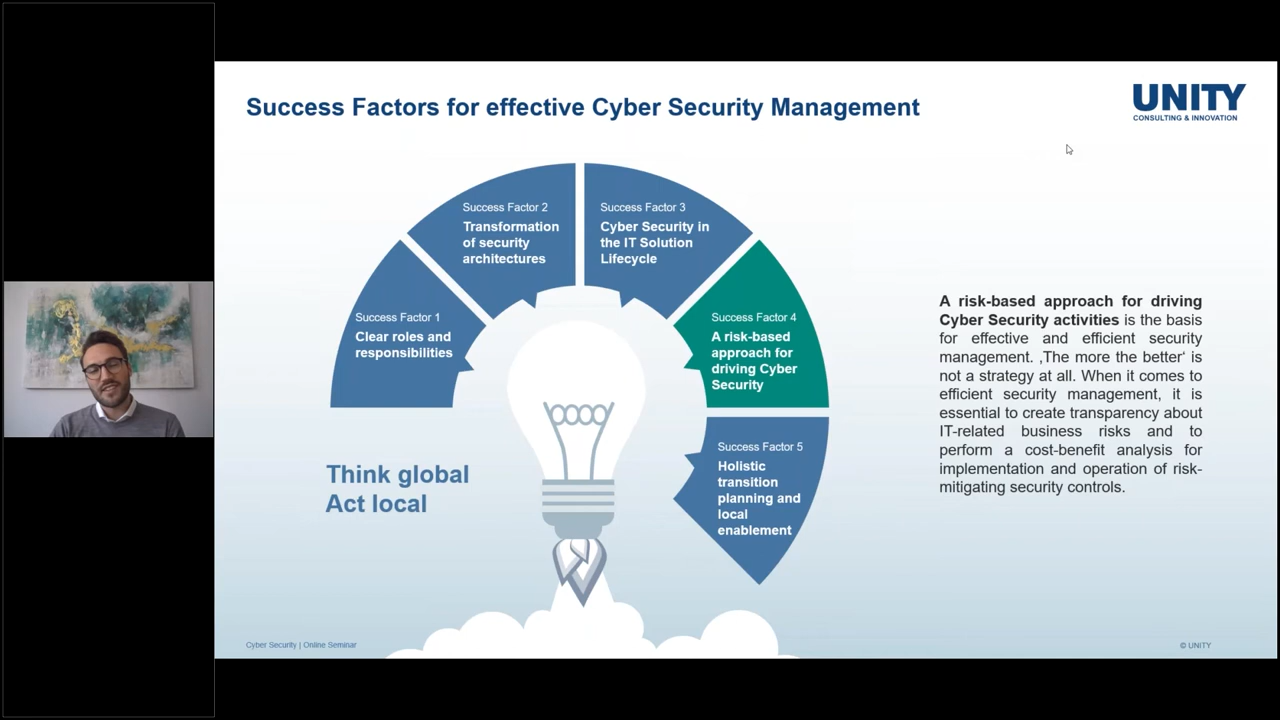 Success Factors for effective Cyber Security Management
UNITY
CONSULTING & INNOVATION
Success Factor 1
Clear roles and
responsibilities
Success Factor 2
Transformation
of security
architectures
Success Factor 3
Cyber Security in
the IT Solution
Lifecycle
Success Factor 4
A risk-based
approach for
driving Cyber
Security
Success Factor 5
Holistic
transition
planning and
local
enablement
Think global
Act local
A risk-based approach for driving
Cyber Security activities is the basis
for effective and efficient security
management. ‚The more the better‘ is
not a strategy at all. When it comes to
efficient security management, it is
essential to create transparency about
IT-related business risks and to
perform a cost-benefit analysis for
implementation and operation of risk-
mitigating security controls.
Cyber Security | Online Seminar
© UNITY